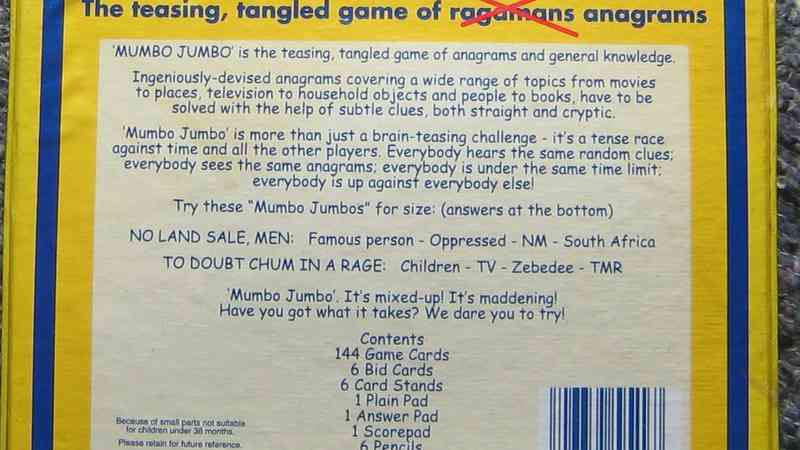 The teasing, tangled game of ragamans anagrams
'MUMBO JUMBO' is the teasing, tangled game of anagrams and general knowledge.
Ingeniously-devised anagrams covering a wide range of topics from movies
to places, television to household objects and people to books, have to be
solved with the help of subtle clues, both straight and cryptic.
'Mumbo Jumbo' is more than just a brain-teasing challenge - it's a tense race
against time and all the other players. Everybody hears the same random clues;
everybody sees the same anagrams; everybody is under the same time limit;
everybody is up against everybody else!
Try these "Mumbo Jumbos" for size: (answers at the bottom)
NO LAND SALE, MEN: Famous person - Oppressed - NM - South Africa
TO DOUBT CHUM IN A RAGE: Children - TV - Zebedee - TMR
'Mumbo Jumbo'. It's mixed-up! It's maddening!
Have you got what it takes? We dare you to try!
Contents
144 Game Cards
6 Bid Cards
6 Card Stands
1 Plain Pad
1 Answer Pad
1 Scorepad
6 Pencils
Because of small parts not suitable
for children under 36 months.
Please retain for future reference.